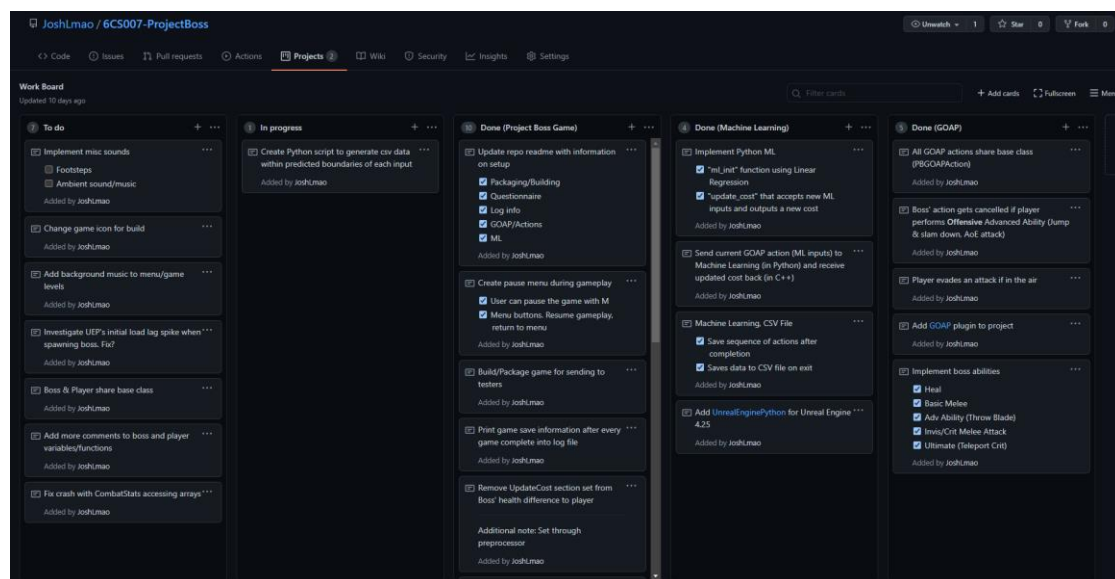 JoshLmao / 6CS007-ProjectBoss
Unwatch 1 Star 0 Fork 0
Code Issues Pull requests Actions Projects 2 Wiki Security Insights Settings
Work Board
Updated 10 days ago
Filter cards
+ Add cards Fullscreen Men
7 To do
Implement misc sounds
Footsteps
Ambient sound/music
Added by JoshLmao
Change game icon for build
Added by JoshLmao
Add background music to menu/game
levels
Added by JoshLmao
Investigate UEP's initial load lag spike when
spawning boss. Fix?
Added by JoshLmao
Boss & Player share base class
Added by JoshLmao
Add more comments to boss and player
variables/functions
Added by JoshLmao
Fix crash with CombatStats accessing arrays
Added by JoshLmao
1 In progress
Create Python script to generate csv data
within predicted boundaries of each input
Added by JoshLmao
10 Done (Project Boss Game)
Update repo readme with information
on setup
Packaging/Building
Questionnaire
Log info
GOAP/Actions
ML
Added by JoshLmao
Create pause menu during gameplay
User can pause the game with M
Menu buttons. Resume gameplay,
return to menu
Added by JoshLmao
Build/Package game for sending to
testers
Added by JoshLmao
Print game save information after every
game complete into log file
Added by JoshLmao
Remove UpdateCost section set from
Boss' health difference to player
Additional note: Set through
preprocessor
Added by JoshLmao
4 Done (Machine Learning)
Implement Python ML
"ml_init" function using Linear
Regression
"update_cost" that accepts new ML
inputs and outputs a new cost
Added by JoshLmao
Send current GOAP action (ML inputs) to
Machine Learning (in Python) and receive
updated cost back (in C++)
Added by JoshLmao
Machine Learning, CSV File
Save sequence of actions after
completion
Saves data to CSV file on exit
Added by JoshLmao
Add UnrealEnginePython for Unreal Engine
4.25
Added by JoshLmao
5 Done (GOAP)
All GOAP actions share base class
(PBGOAPAction)
Added by JoshLmao
Boss' action gets cancelled if player
performs Offensive Advanced Ability (Jump
& slam down, AoE attack)
Added by JoshLmao
Player evades an attack if in the air
Added by JoshLmao
Add GOAP plugin to project
Added by JoshLmao
Implement boss abilities
Heal
Basic Melee
Adv Ability (Throw Blade)
Invis/Crit Melee Attack
Ultimate (Teleport Crit)
Added by JoshLmao